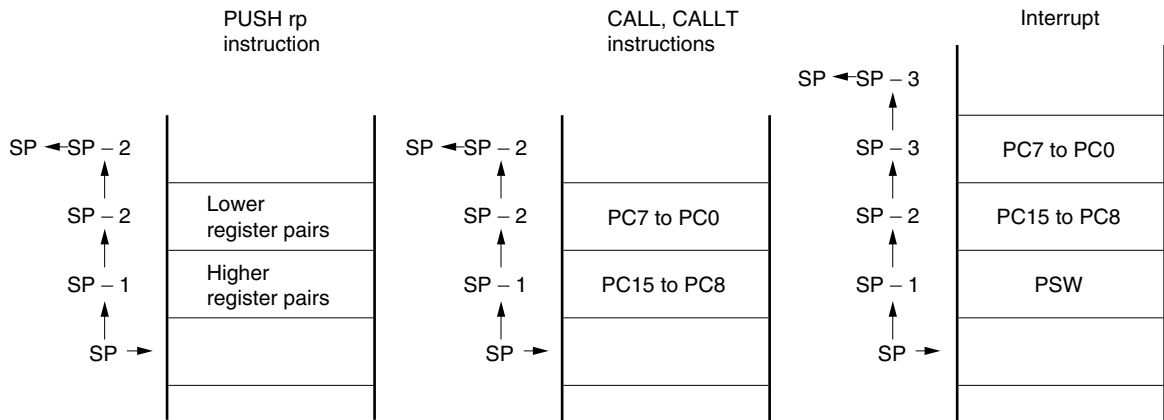 PUSH rp
instruction
SP
SP – 2
Lower
register pairs
SP – 2
Higher
register pairs
SP – 1
SP
CALL, CALLT
instructions
SP
SP – 2
PC7 to PC0
SP – 2
PC15 to PC8
SP – 1
SP
Interrupt
SP
SP – 3
PC7 to PC0
SP – 3
PC15 to PC8
SP – 2
PSW
SP – 1
SP